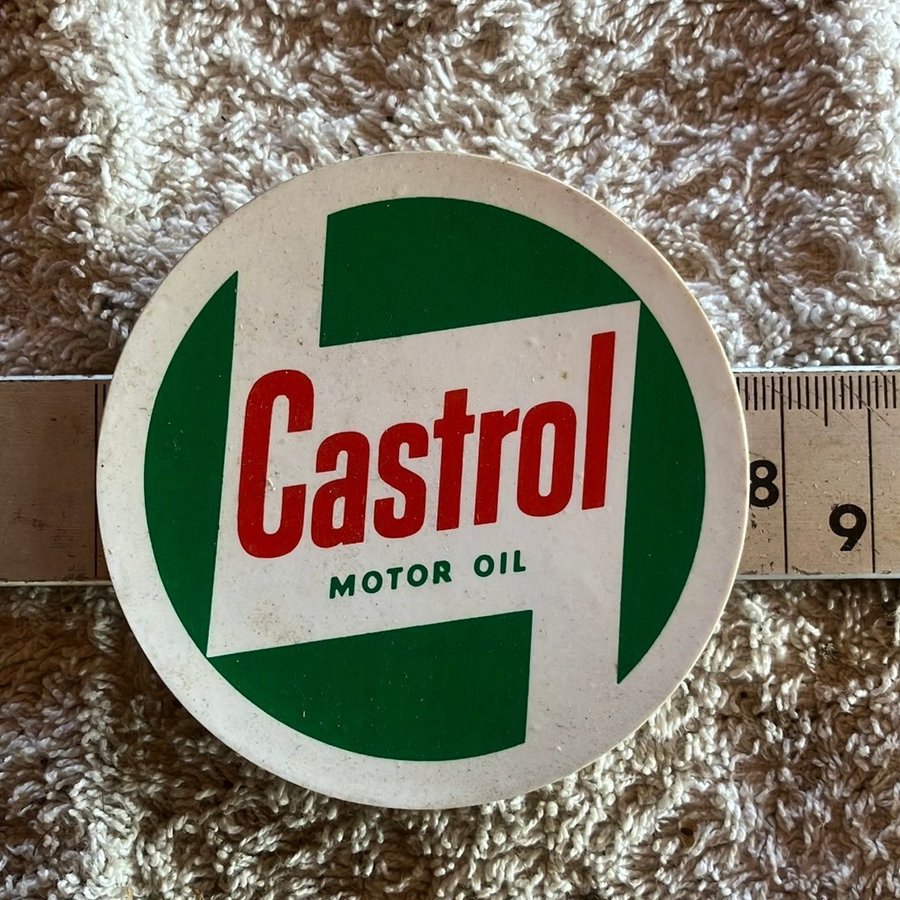 Castrol
MOTOR OIL
8
9